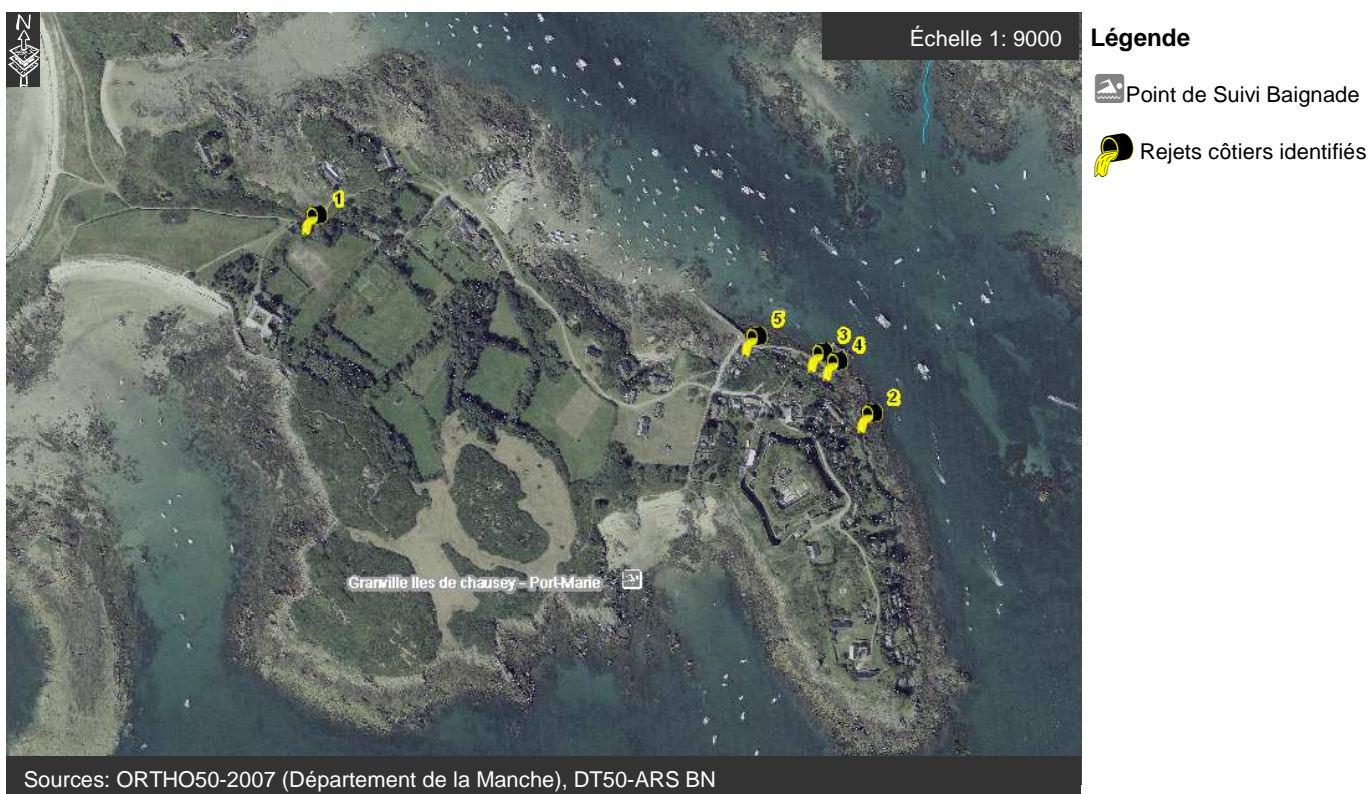 N
Échelle 1: 9000
Légende
Point de Suivi Baignade
Rejets côtiers identifiés
1
5
3
4
2
Granville Iles de chausey - Port-Marie
Sources: ORTHO50-2007 (Département de la Manche), DT50-ARS BN